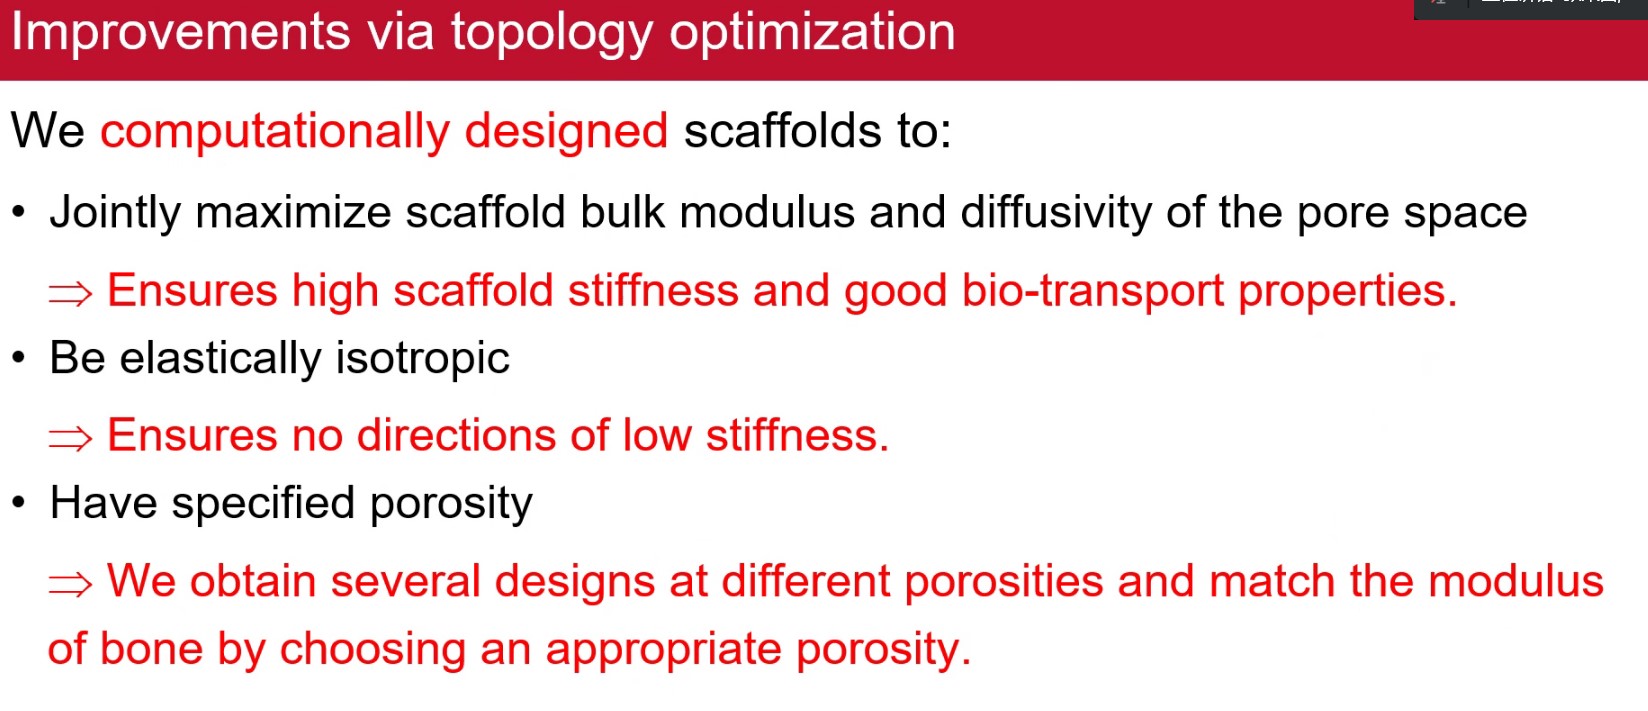 Improvements via topology optimization
We computationally designed scaffolds to:
• Jointly maximize scaffold bulk modulus and diffusivity of the pore space
⇒ Ensures high scaffold stiffness and good bio-transport properties.
• Be elastically isotropic
⇒ Ensures no directions of low stiffness.
• Have specified porosity
⇒ We obtain several designs at different porosities and match the modulus
of bone by choosing an appropriate porosity.